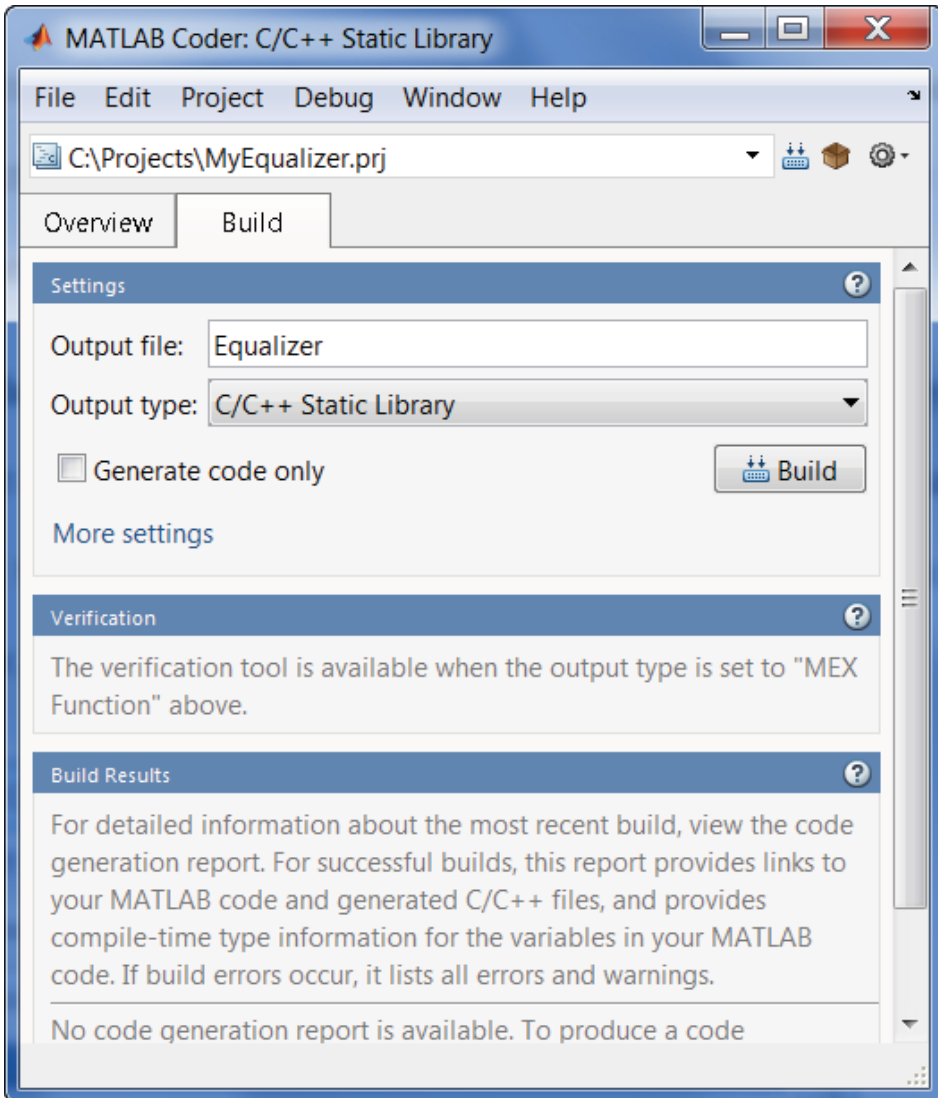 MATLAB Coder: C/C++ Static Library
File Edit Project Debug Window Help
C:\Projects\MyEqualizer.prj
Overview Build
Settings
Output file: Equalizer
Output type: C/C++ Static Library
Generate code only Build
More settings
Verification
The verification tool is available when the output type is set to "MEX
Function" above.
Build Results
For detailed information about the most recent build, view the code
generation report. For successful builds, this report provides links to
your MATLAB code and generated C/C++ files, and provides
compile-time type information for the variables in your MATLAB
code. If build errors occur, it lists all errors and warnings.
No code generation report is available. To produce a code